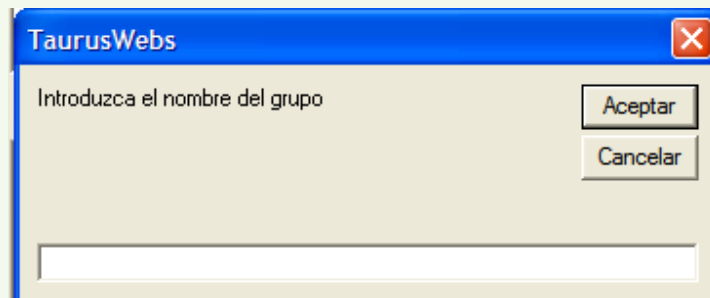 TaurusWebs
Introduzca el nombre del grupo
Aceptar
Cancelar